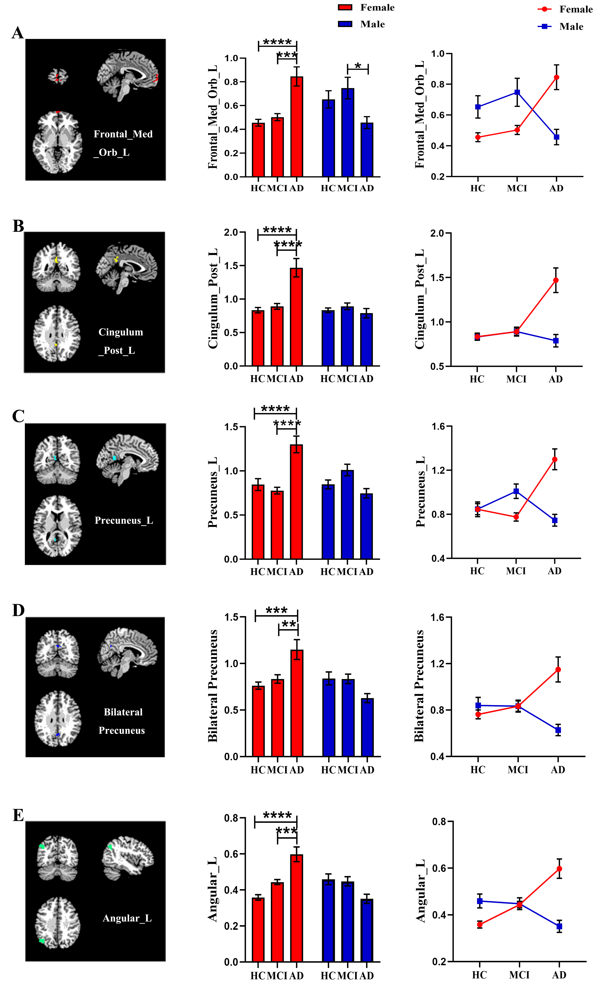 Female
Male
Female
Male
A
Frontal_Med
_Orb_L
Frontal_Med_Orb_L
1.0
0.8
0.6
0.4
0.2
0.0
****
***
*
HC MCI AD HC MCI AD
Frontal_Med_Orb_L
1.0
0.8
0.6
0.4
0.2
HC MCI AD
B
Cingulum
_Post_L
Cingulum_Post_L
2.0
1.5
1.0
0.5
0.0
****
****
HC MCI AD HC MCI AD
Cingulum_Post_L
2.0
1.5
1.0
0.5
HC MCI AD
C
Precuneus_L
Precuneus_L
1.5
1.0
0.5
0.0
****
****
HC MCI AD HC MCI AD
Precuneus_L
1.6
1.2
0.8
0.4
HC MCI AD
D
Bilateral
Precuneus
Bilateral Precuneus
1.5
1.0
0.5
0.0
***
**
HC MCI AD HC MCI AD
Bilateral Precuneus
1.6
1.2
0.8
0.4
HC MCI AD
E
Angular_L
Angular_L
0.8
0.6
0.4
0.2
0.0
****
***
HC MCI AD HC MCI AD
Angular_L
0.8
0.6
0.4
0.2
HC MCI AD